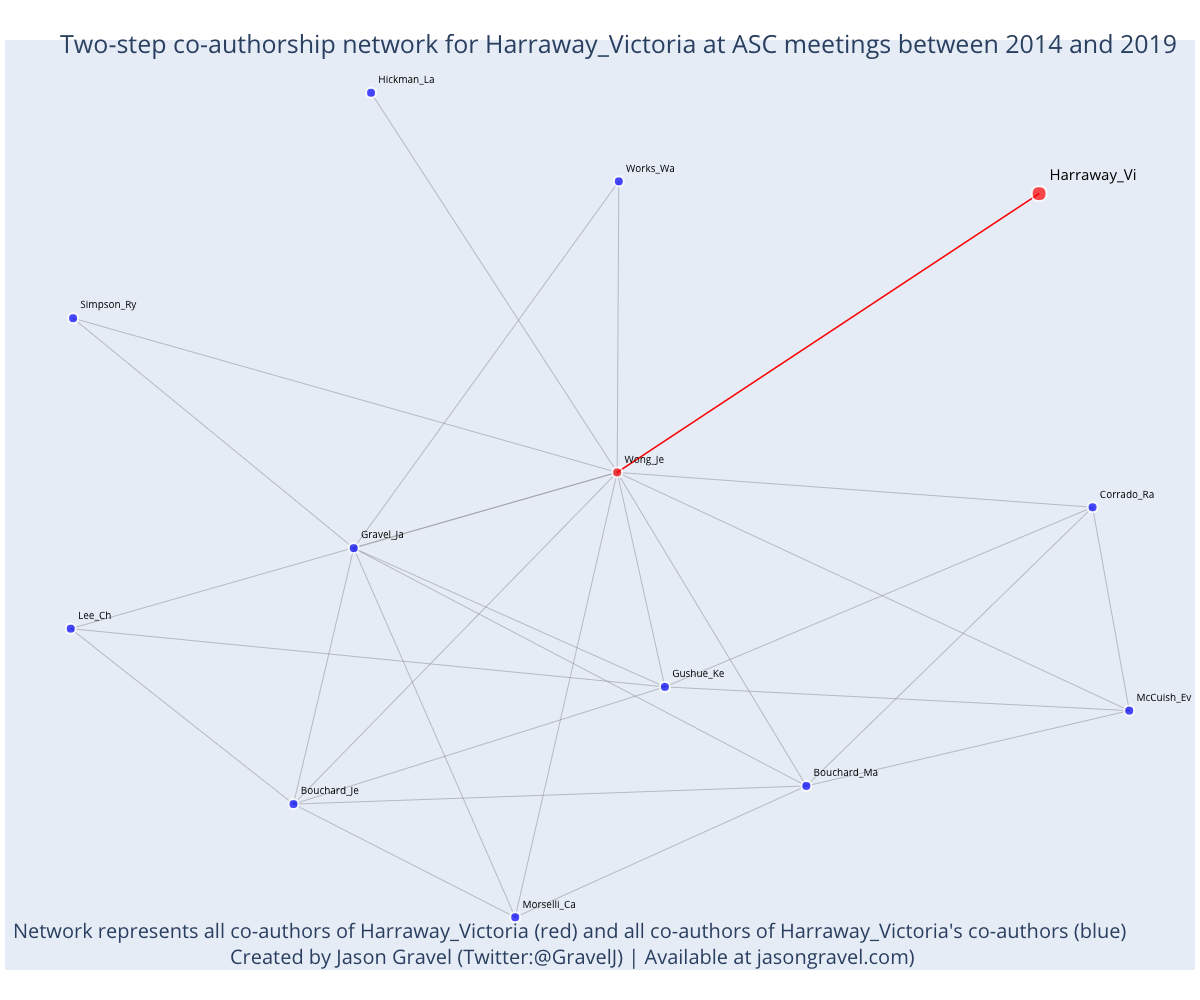 Two-step co-authorship network for Harraway_Victoria at ASC meetings between 2014 and 2019
Hickman_La
Works_Wa
Harraway_Vi
Simpson_Ry
Wong_Je
Corrado_Ra
Gravel_Ja
Lee_Ch
Gushue_Ke
McCuish_Ev
Bouchard_Ma
Bouchard_Je
Morselli_Ca
Network represents all co-authors of Harraway_Victoria (red) and all co-authors of Harraway_Victoria's co-authors (blue)
Created by Jason Gravel (Twitter:@GravelJ) | Available at jasongravel.com)